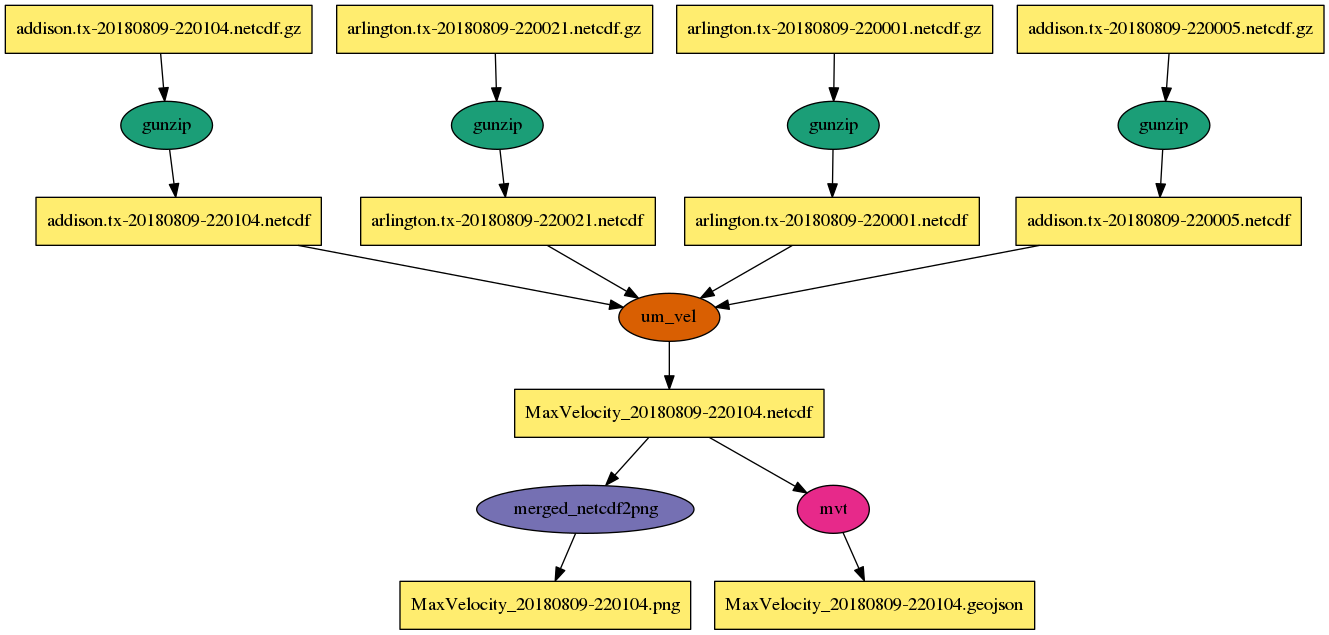 addison.tx-20180809-220104.netcdf.gz
arlington.tx-20180809-220021.netcdf.gz
arlington.tx-20180809-220001.netcdf.gz
addison.tx-20180809-220005.netcdf.gz
gunzip
gunzip
gunzip
gunzip
addison.tx-20180809-220104.netcdf
arlington.tx-20180809-220021.netcdf
arlington.tx-20180809-220001.netcdf
addison.tx-20180809-220005.netcdf
um_vel
MaxVelocity_20180809-220104.netcdf
merged_netcdf2png
mvt
MaxVelocity_20180809-220104.png
MaxVelocity_20180809-220104.geojson